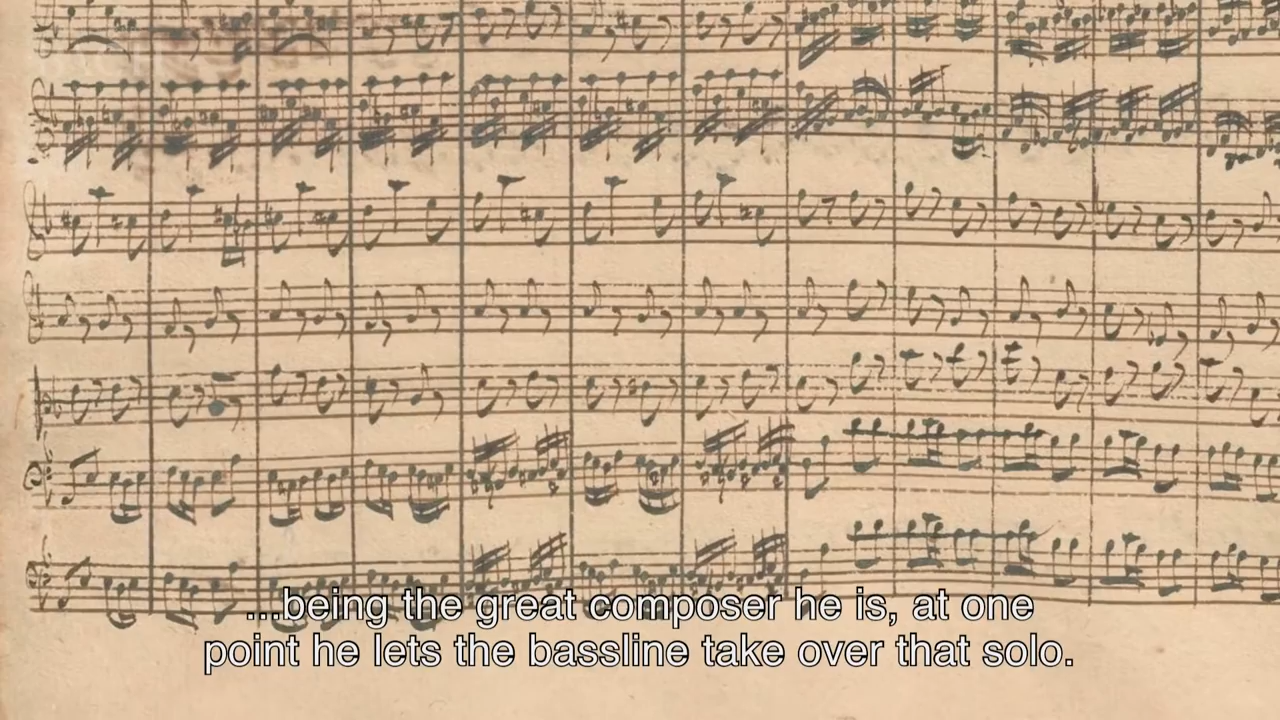 ...being the great composer he is, at one
point he lets the bassline take over that solo.